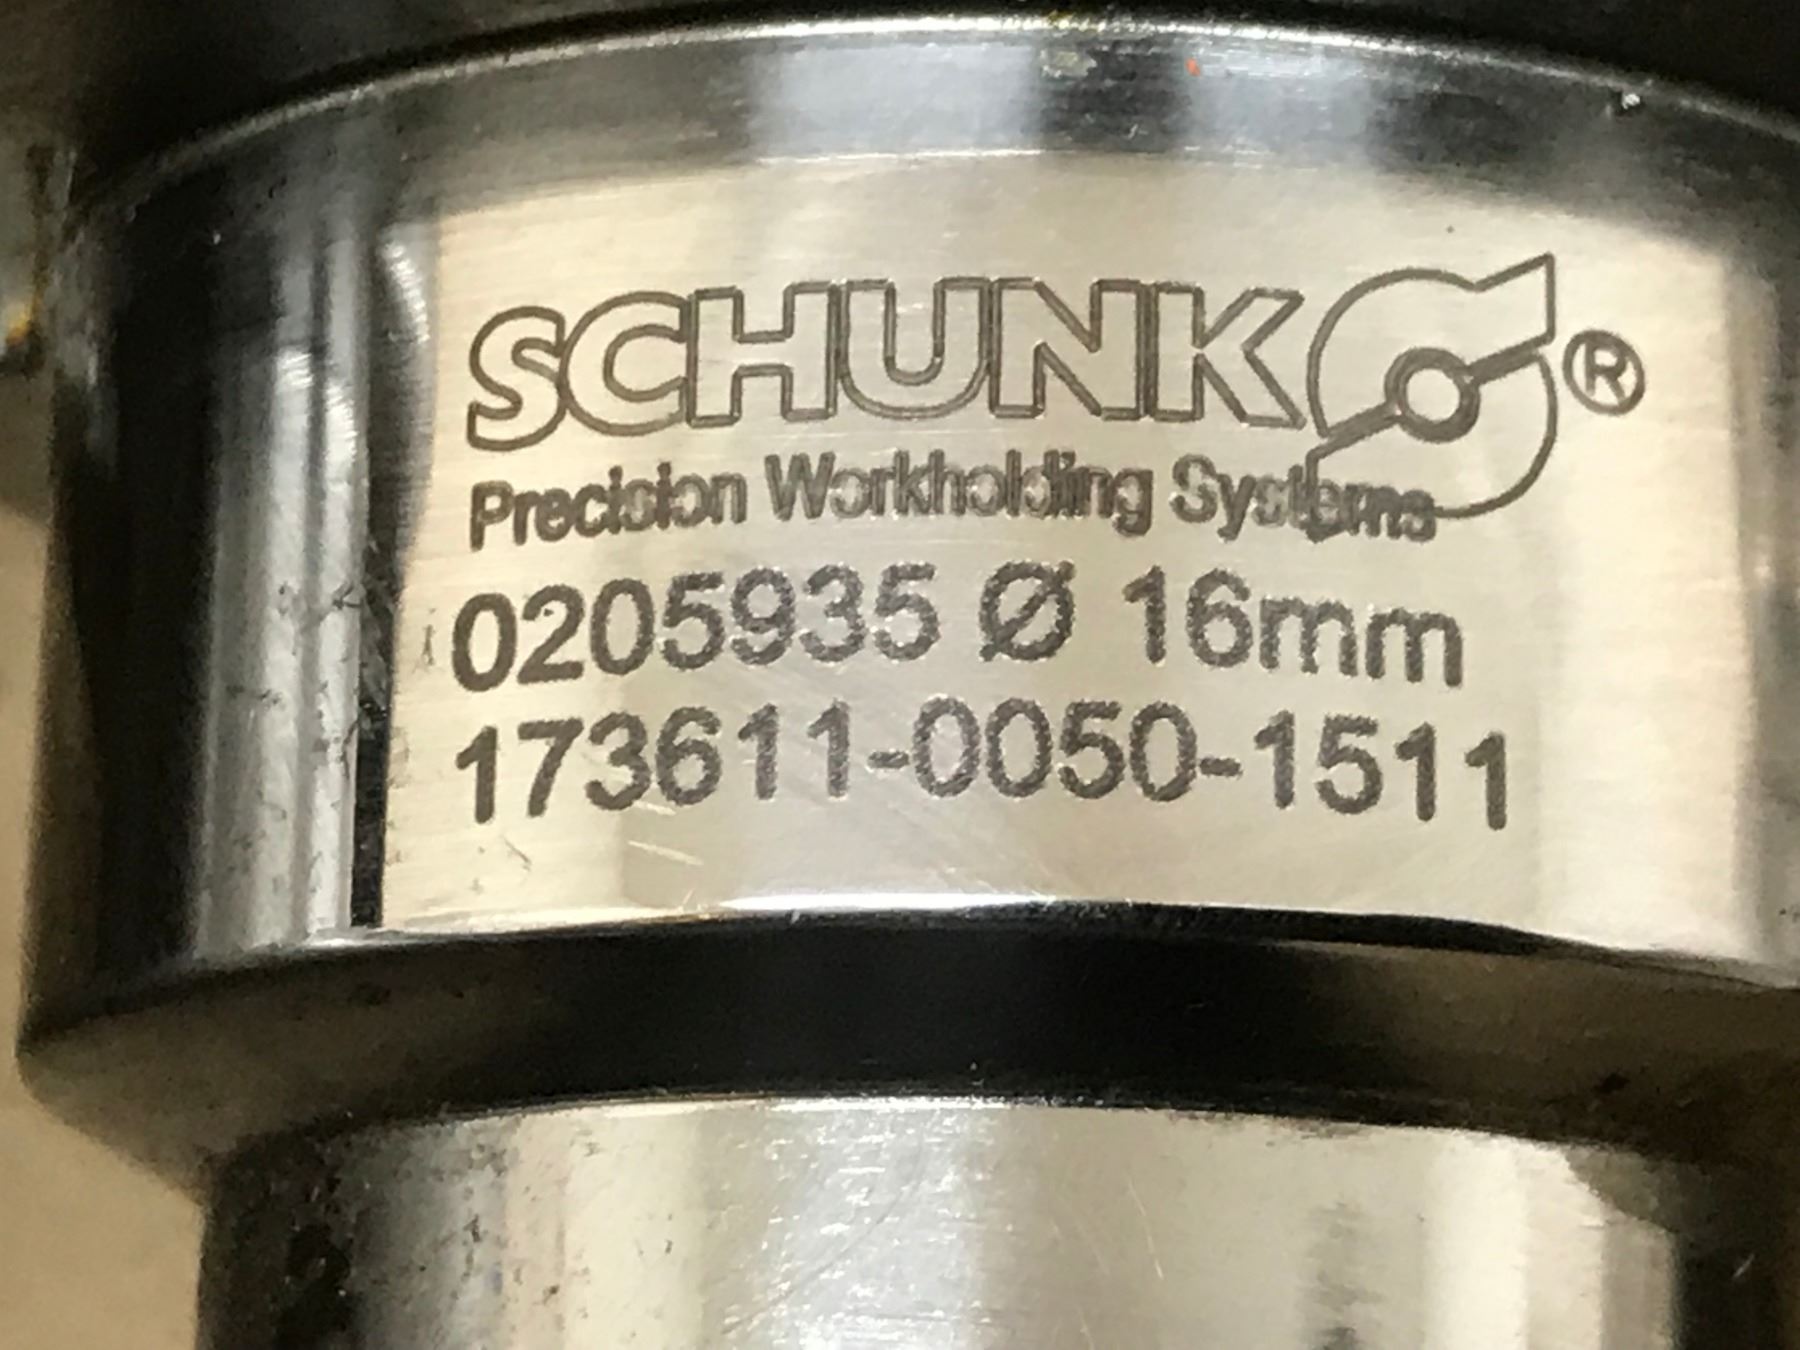 SCHUNK ®
Precision Workholding Systems
0205935 Ø 16mm
173611-0050-1511